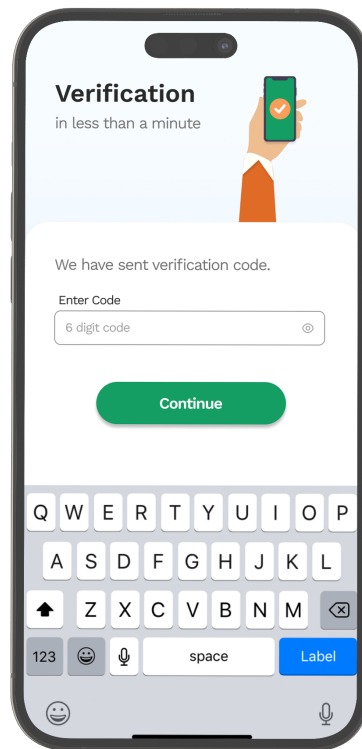 Verification
in less than a minute
We have sent verification code.
Enter Code
6 digit code
Continue
Q W E R T Y U I O P
A S D F G H J K L
Z X C V B N M
123 space Label